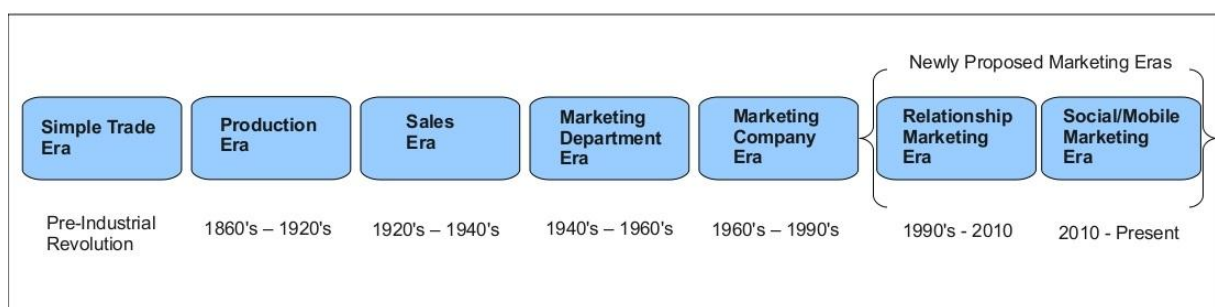 Newly Proposed Marketing Eras
Simple Trade
Era
Production
Era
Sales
Era
Marketing
Department
Era
Marketing
Company
Era
Relationship
Marketing
Era
Social/Mobile
Marketing
Era
Pre-Industrial
Revolution
1860's – 1920's
1920's – 1940's
1940's – 1960's
1960's – 1990's
1990's - 2010
2010 - Present